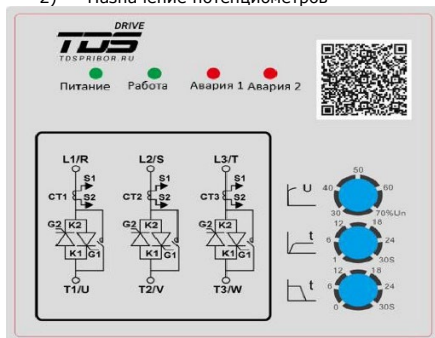 2) Назначение потенциометров
DRIVE
TDS
TDSPRIBOR.RU
Питание Работа Авария 1 Авария 2
L1/R L2/S L3/T
S1 S1 S1
CT1 S2 CT2 S2 CT3 S2
G2 K2 G2 K2 G2 K2
K1 G1 K1 G1 K1 G1
T1/U T2/V T3/W
50
U 40 60
30 70%Un
12 18
t 6 24
1 30S
12 18
t 6 24
0 30S